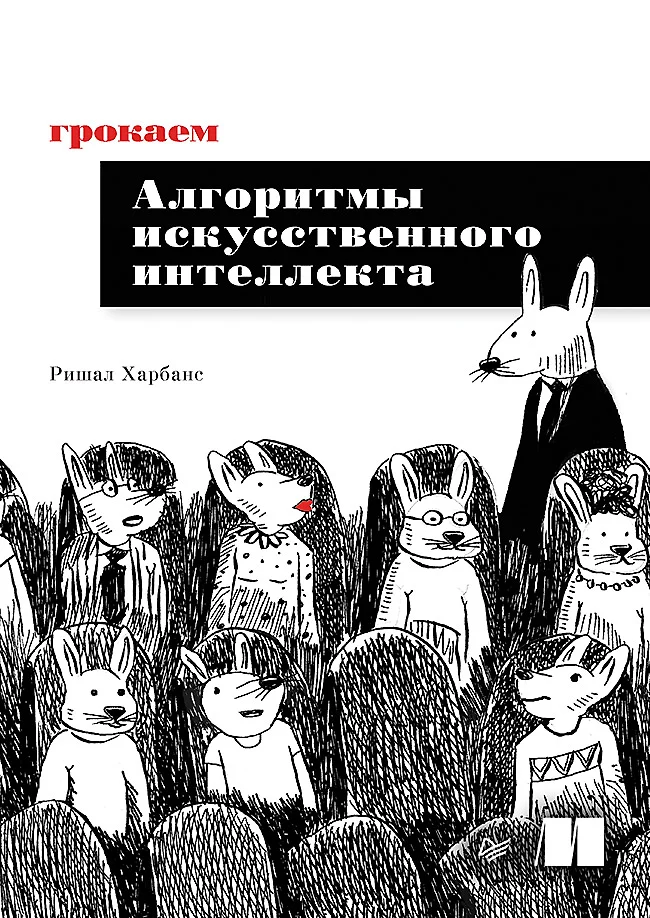 грокаем
Алгоритмы
искусственного
интеллекта
Ришал Харбанс